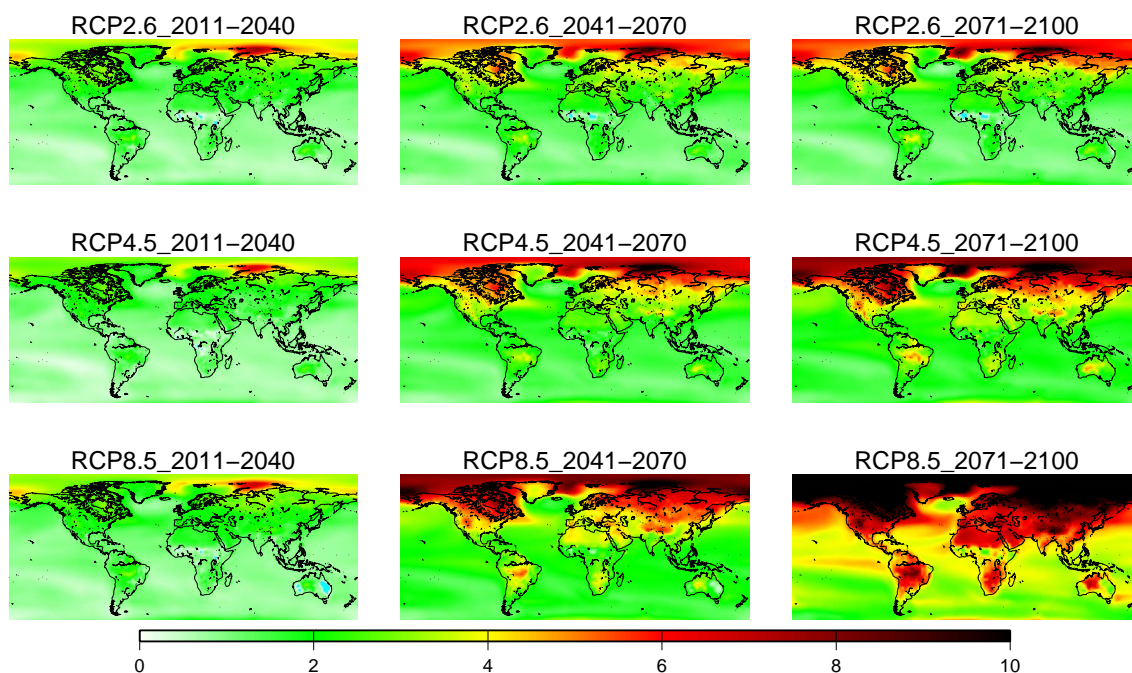 RCP2.6_2011−2040
RCP2.6_2041−2070
RCP2.6_2071−2100
RCP4.5_2011−2040
RCP4.5_2041−2070
RCP4.5_2071−2100
RCP8.5_2011−2040
RCP8.5_2041−2070
RCP8.5_2071−2100
0 2 4 6 8 10